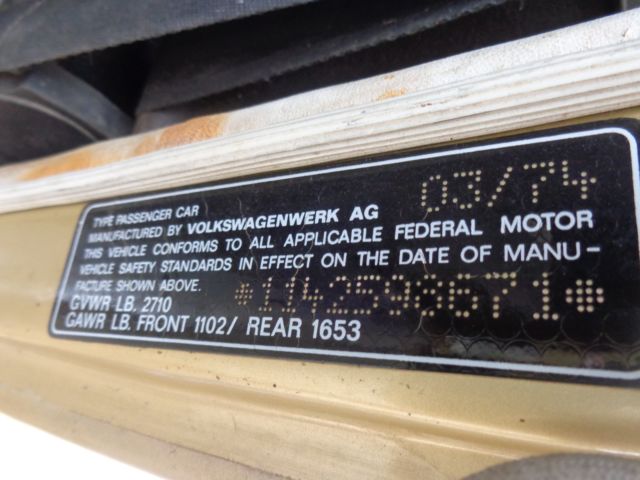 03/74
TYPE PASSENGER CAR
MANUFACTURED BY VOLKSWAGENWERK AG
THIS VEHICLE CONFORMS TO ALL APPLICABLE FEDERAL MOTOR
VEHICLE SAFETY STANDARDS IN EFFECT ON THE DATE OF MANU-
FACTURE SHOWN ABOVE.
GVWR LB. 2710
GAWR LB. FRONT 1102/ REAR 1653